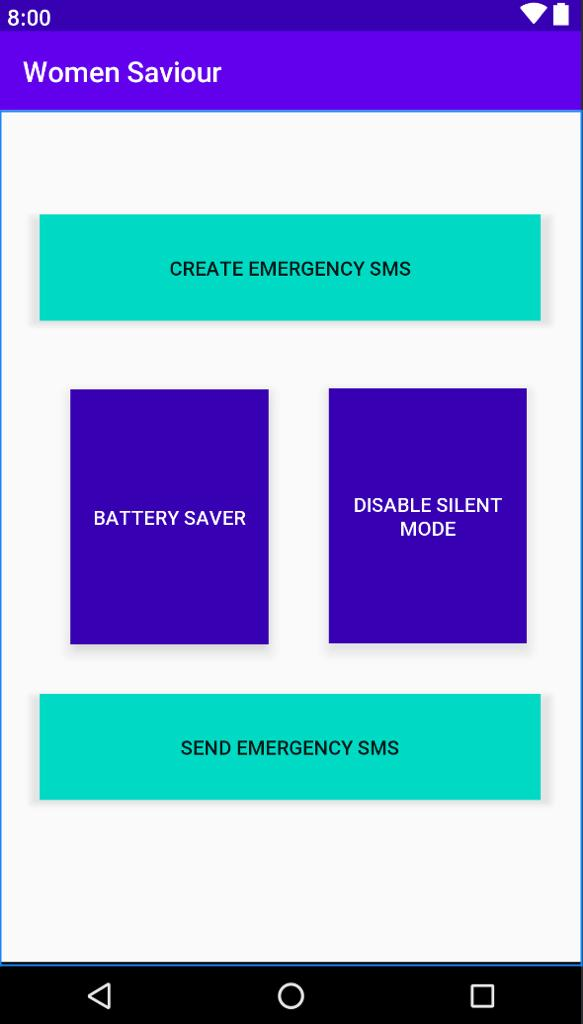 8:00
Women Saviour
CREATE EMERGENCY SMS
BATTERY SAVER
DISABLE SILENT
MODE
SEND EMERGENCY SMS